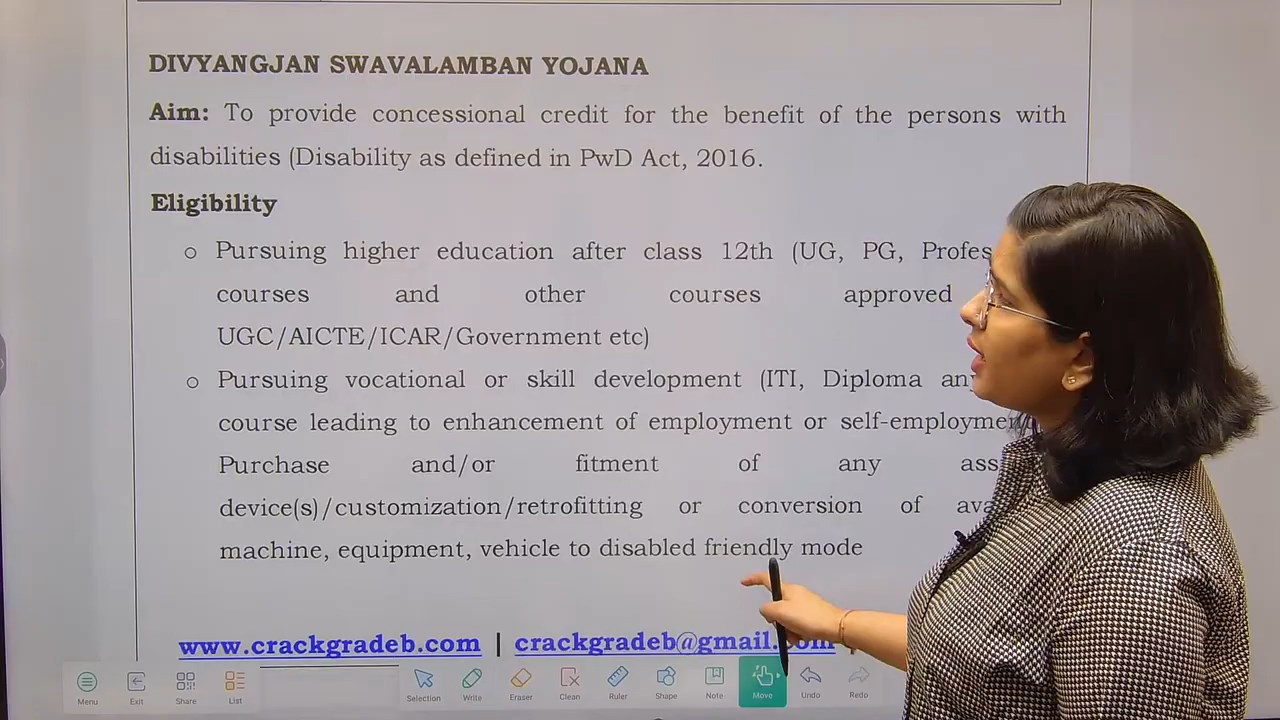 DIVYANGJAN SWAVALAMBAN YOJANA
Aim: To provide concessional credit for the benefit of the persons with
disabilities (Disability as defined in PwD Act, 2016.
Eligibility
o Pursuing higher education after class 12th (UG, PG,
courses and other courses approved
UGC/AICTE/ICAR/Government etc)
o Pursuing vocational or skill development (ITI, Diploma
course leading to enhancement of employment or
Purchase and/or fitment of any
device(s)/customization/retrofitting or conversion of
machine, equipment, vehicle to disabled friendly mode
www.crackgradeb.com | crackgradeb@gmail.com
Menu Exit Share List Selection Write Eraser Clean Ruler Shape Note Move Undo Redo